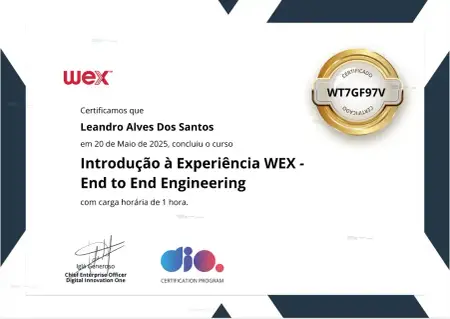 wex
CERTIFICADO
WT7GF97V
CERTIFICADO
Certificamos que
Leandro Alves Dos Santos
em 20 de Maio de 2025, concluiu o curso
Introdução à Experiência WEX -
End to End Engineering
com carga horária de 1 hora.
Iglá Generoso
Chief Enterprise Officer
Digital Innovation One
dio.
CERTIFICATION PROGRAM